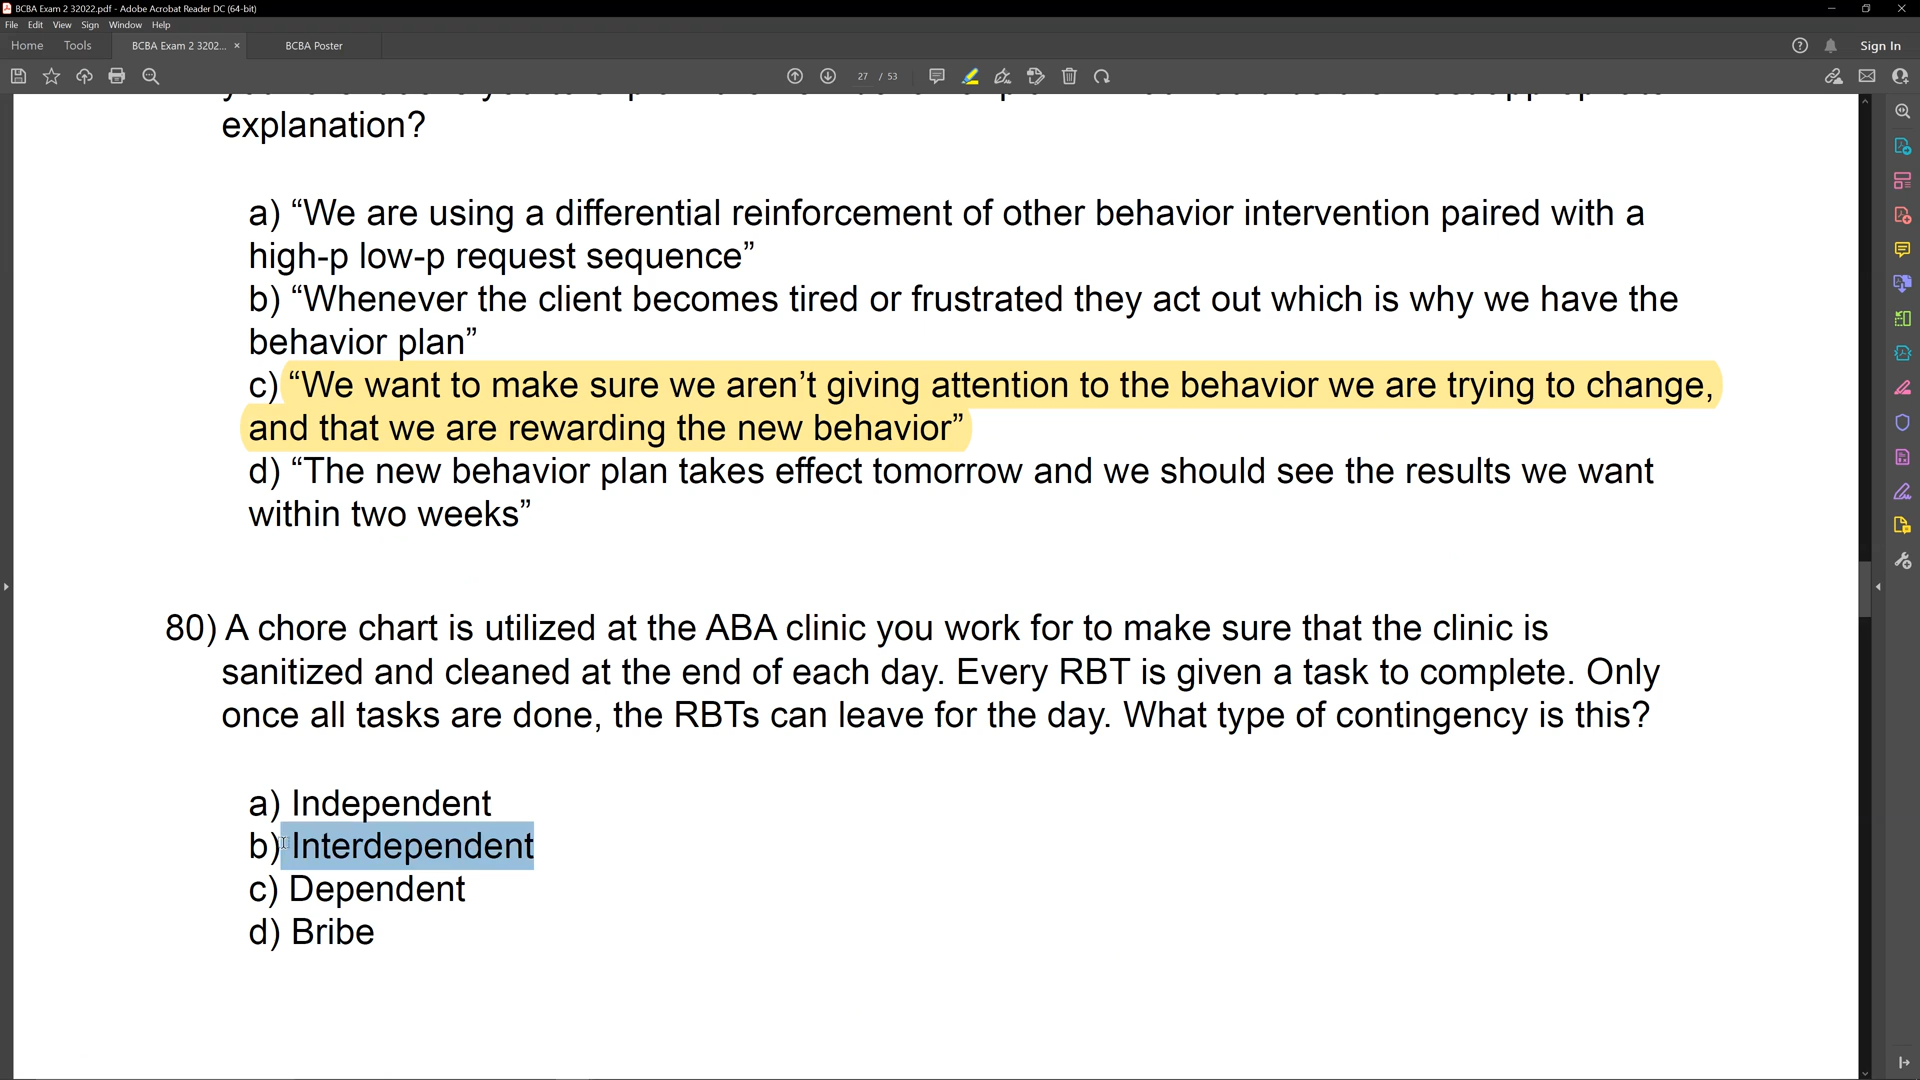 BCBA Exam 2 32022.pdf - Adobe Acrobat Reader DC (64-bit)
File Edit View Sign Window Help
Home Tools BCBA Exam 2 3202... × BCBA Poster Sign In
27 / 53
explanation?
a) “We are using a differential reinforcement of other behavior intervention paired with a
high-p low-p request sequence”
b) “Whenever the client becomes tired or frustrated they act out which is why we have the
behavior plan”
c) “We want to make sure we aren’t giving attention to the behavior we are trying to change,
and that we are rewarding the new behavior”
d) “The new behavior plan takes effect tomorrow and we should see the results we want
within two weeks”
80) A chore chart is utilized at the ABA clinic you work for to make sure that the clinic is
sanitized and cleaned at the end of each day. Every RBT is given a task to complete. Only
once all tasks are done, the RBTs can leave for the day. What type of contingency is this?
a) Independent
b) Interdependent
c) Dependent
d) Bribe